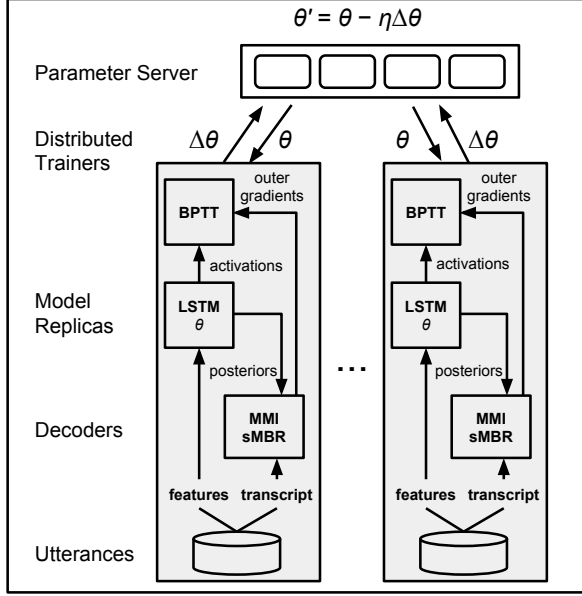 θ′ = θ − ηΔθ
Parameter Server
Distributed
Trainers
Δθ
θ
θ
Δθ
outer
gradients
BPTT
activations
outer
gradients
BPTT
activations
Model
Replicas
LSTM
θ
posteriors
...
LSTM
θ
posteriors
Decoders
MMI
sMBR
MMI
sMBR
features
transcript
features
transcript
Utterances